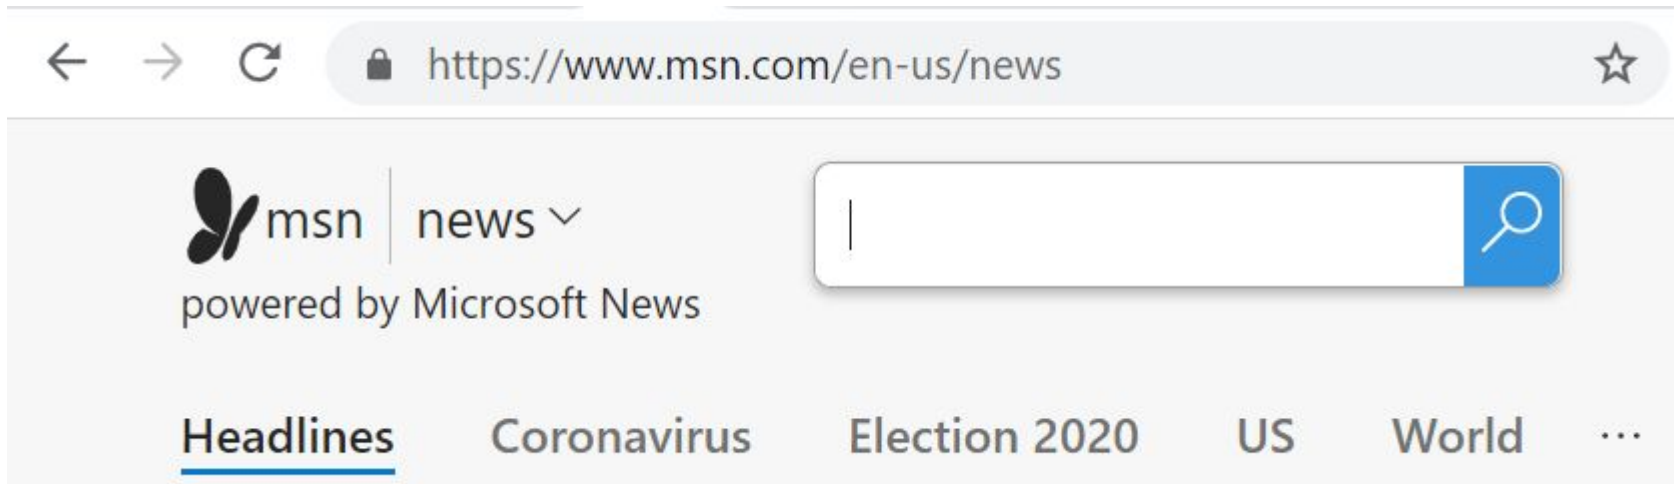 https://www.msn.com/en-us/news
msn news
powered by Microsoft News
Headlines Coronavirus Election 2020 US World ...